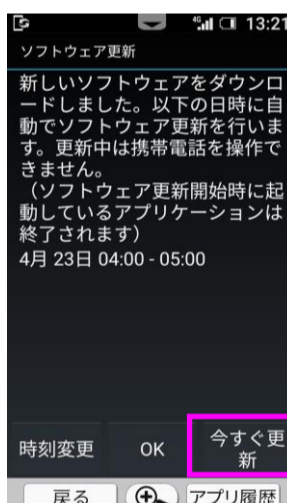 4G 13:21
ソフトウェア更新
新しいソフトウェアをダウンロ
ードしました。以下の日時に自
動でソフトウェア更新を行いま
す。更新中は携帯電話を操作で
きません。
（ソフトウェア更新開始時に起
動しているアプリケーションは
終了されます）
4月 23日 04:00 - 05:00
時刻変更 OK 今すぐ更
新
戻る アプリ履歴